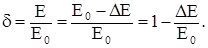 δ = E/E₀ = (E₀ − ΔE)/E₀ = 1 − ΔE/E₀.